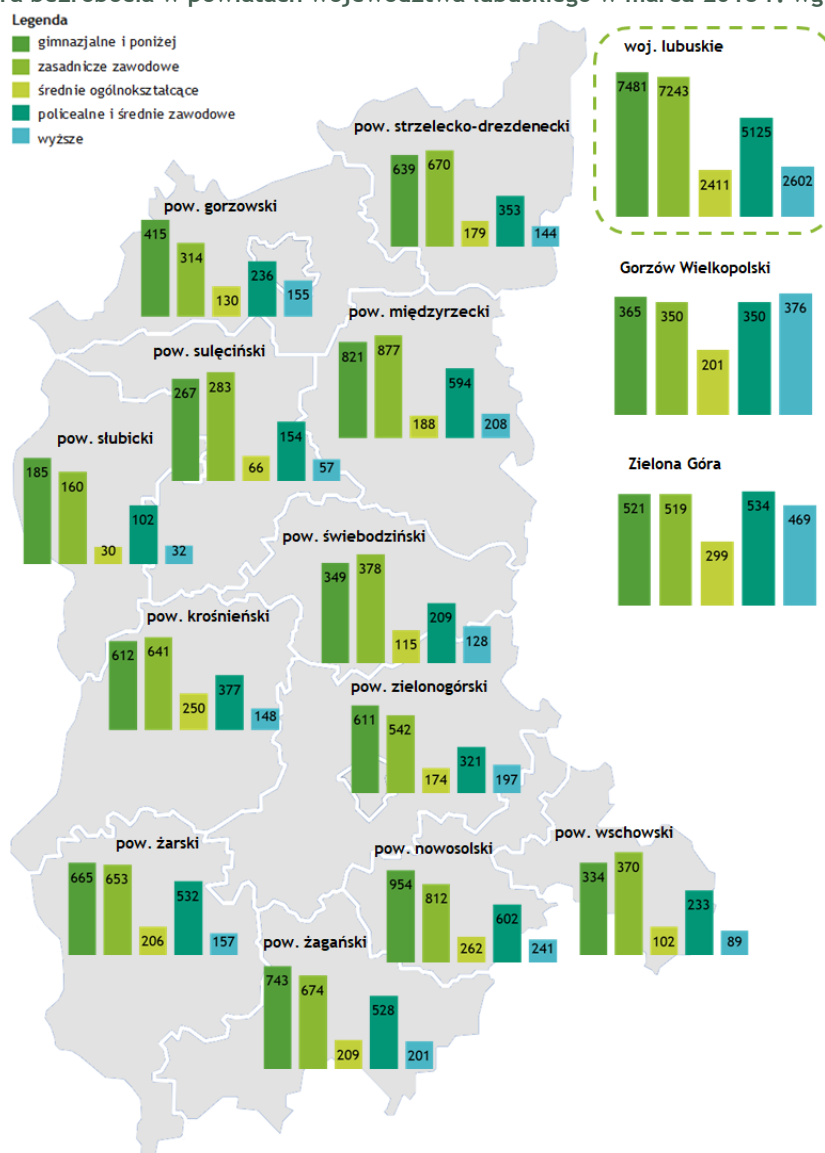 bezrobocia w powiatach województwa lubuskiego w marcu
Legenda
gimnazjalne i poniżej
zasadnicze zawodowe
średnie ogólnokształcące
policealne i średnie zawodowe
wyższe
woj. lubuskie
7481 7243 2411 5125 2602
pow. strzelecko-drezdenecki
639 670 179 353 144
pow. gorzowski
415 314 130 236 155
Gorzów Wielkopolski
365 350 201 350 376
pow. międzyrzecki
821 877 188 594 208
pow. sulęciński
267 283 66 154 57
pow. słubicki
185 160 30 102 32
Zielona Góra
521 519 299 534 469
pow. świebodziński
349 378 115 209 128
pow. krośnieński
612 641 250 377 148
pow. zielonogórski
611 542 174 321 197
pow. wschowski
334 370 102 233 89
pow. żarski
665 653 206 532 157
pow. nowosolski
954 812 262 602 241
pow. żagański
743 674 209 528 201